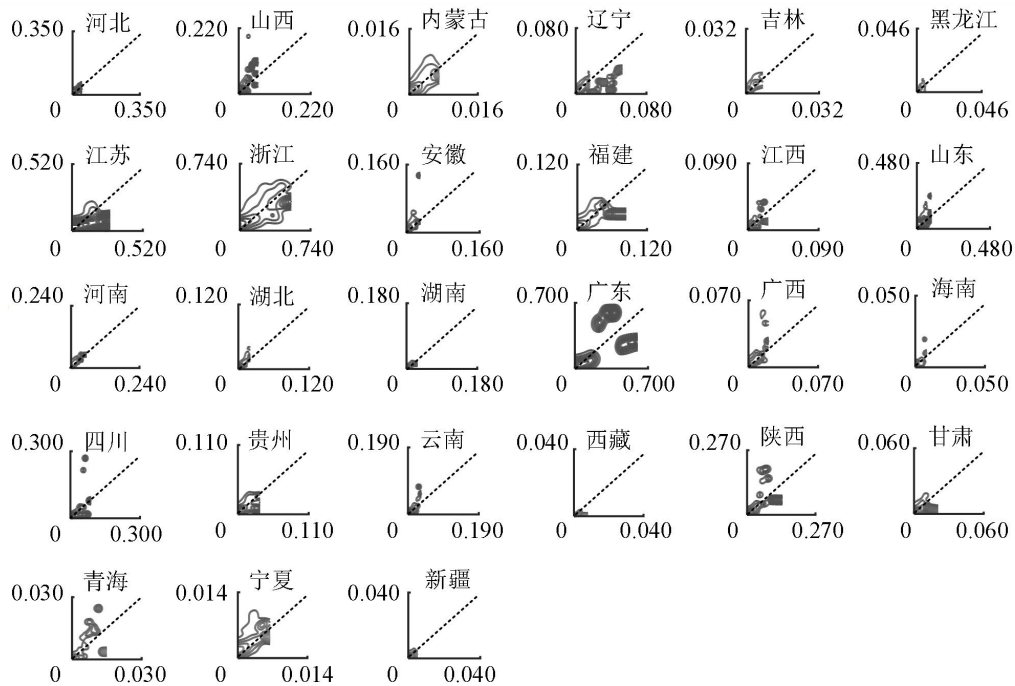 0.350 河北 0.220 山西 0.016 内蒙古 0.080 辽宁 0.032 吉林 0.046 黑龙江
0 0.350 0 0.220 0 0.016 0 0.080 0 0.032 0 0.046
0.520 江苏 0.740 浙江 0.160 安徽 0.120 福建 0.090 江西 0.480 山东
0 0.520 0 0.740 0 0.160 0 0.120 0 0.090 0 0.480
0.240 河南 0.120 湖北 0.180 湖南 0.700 广东 0.070 广西 0.050 海南
0 0.240 0 0.120 0 0.180 0 0.700 0 0.070 0 0.050
0.300 四川 0.110 贵州 0.190 云南 0.040 西藏 0.270 陕西 0.060 甘肃
0 0.300 0 0.110 0 0.190 0 0.040 0 0.270 0 0.060
0.030 青海 0.014 宁夏 0.040 新疆
0 0.030 0 0.014 0 0.040